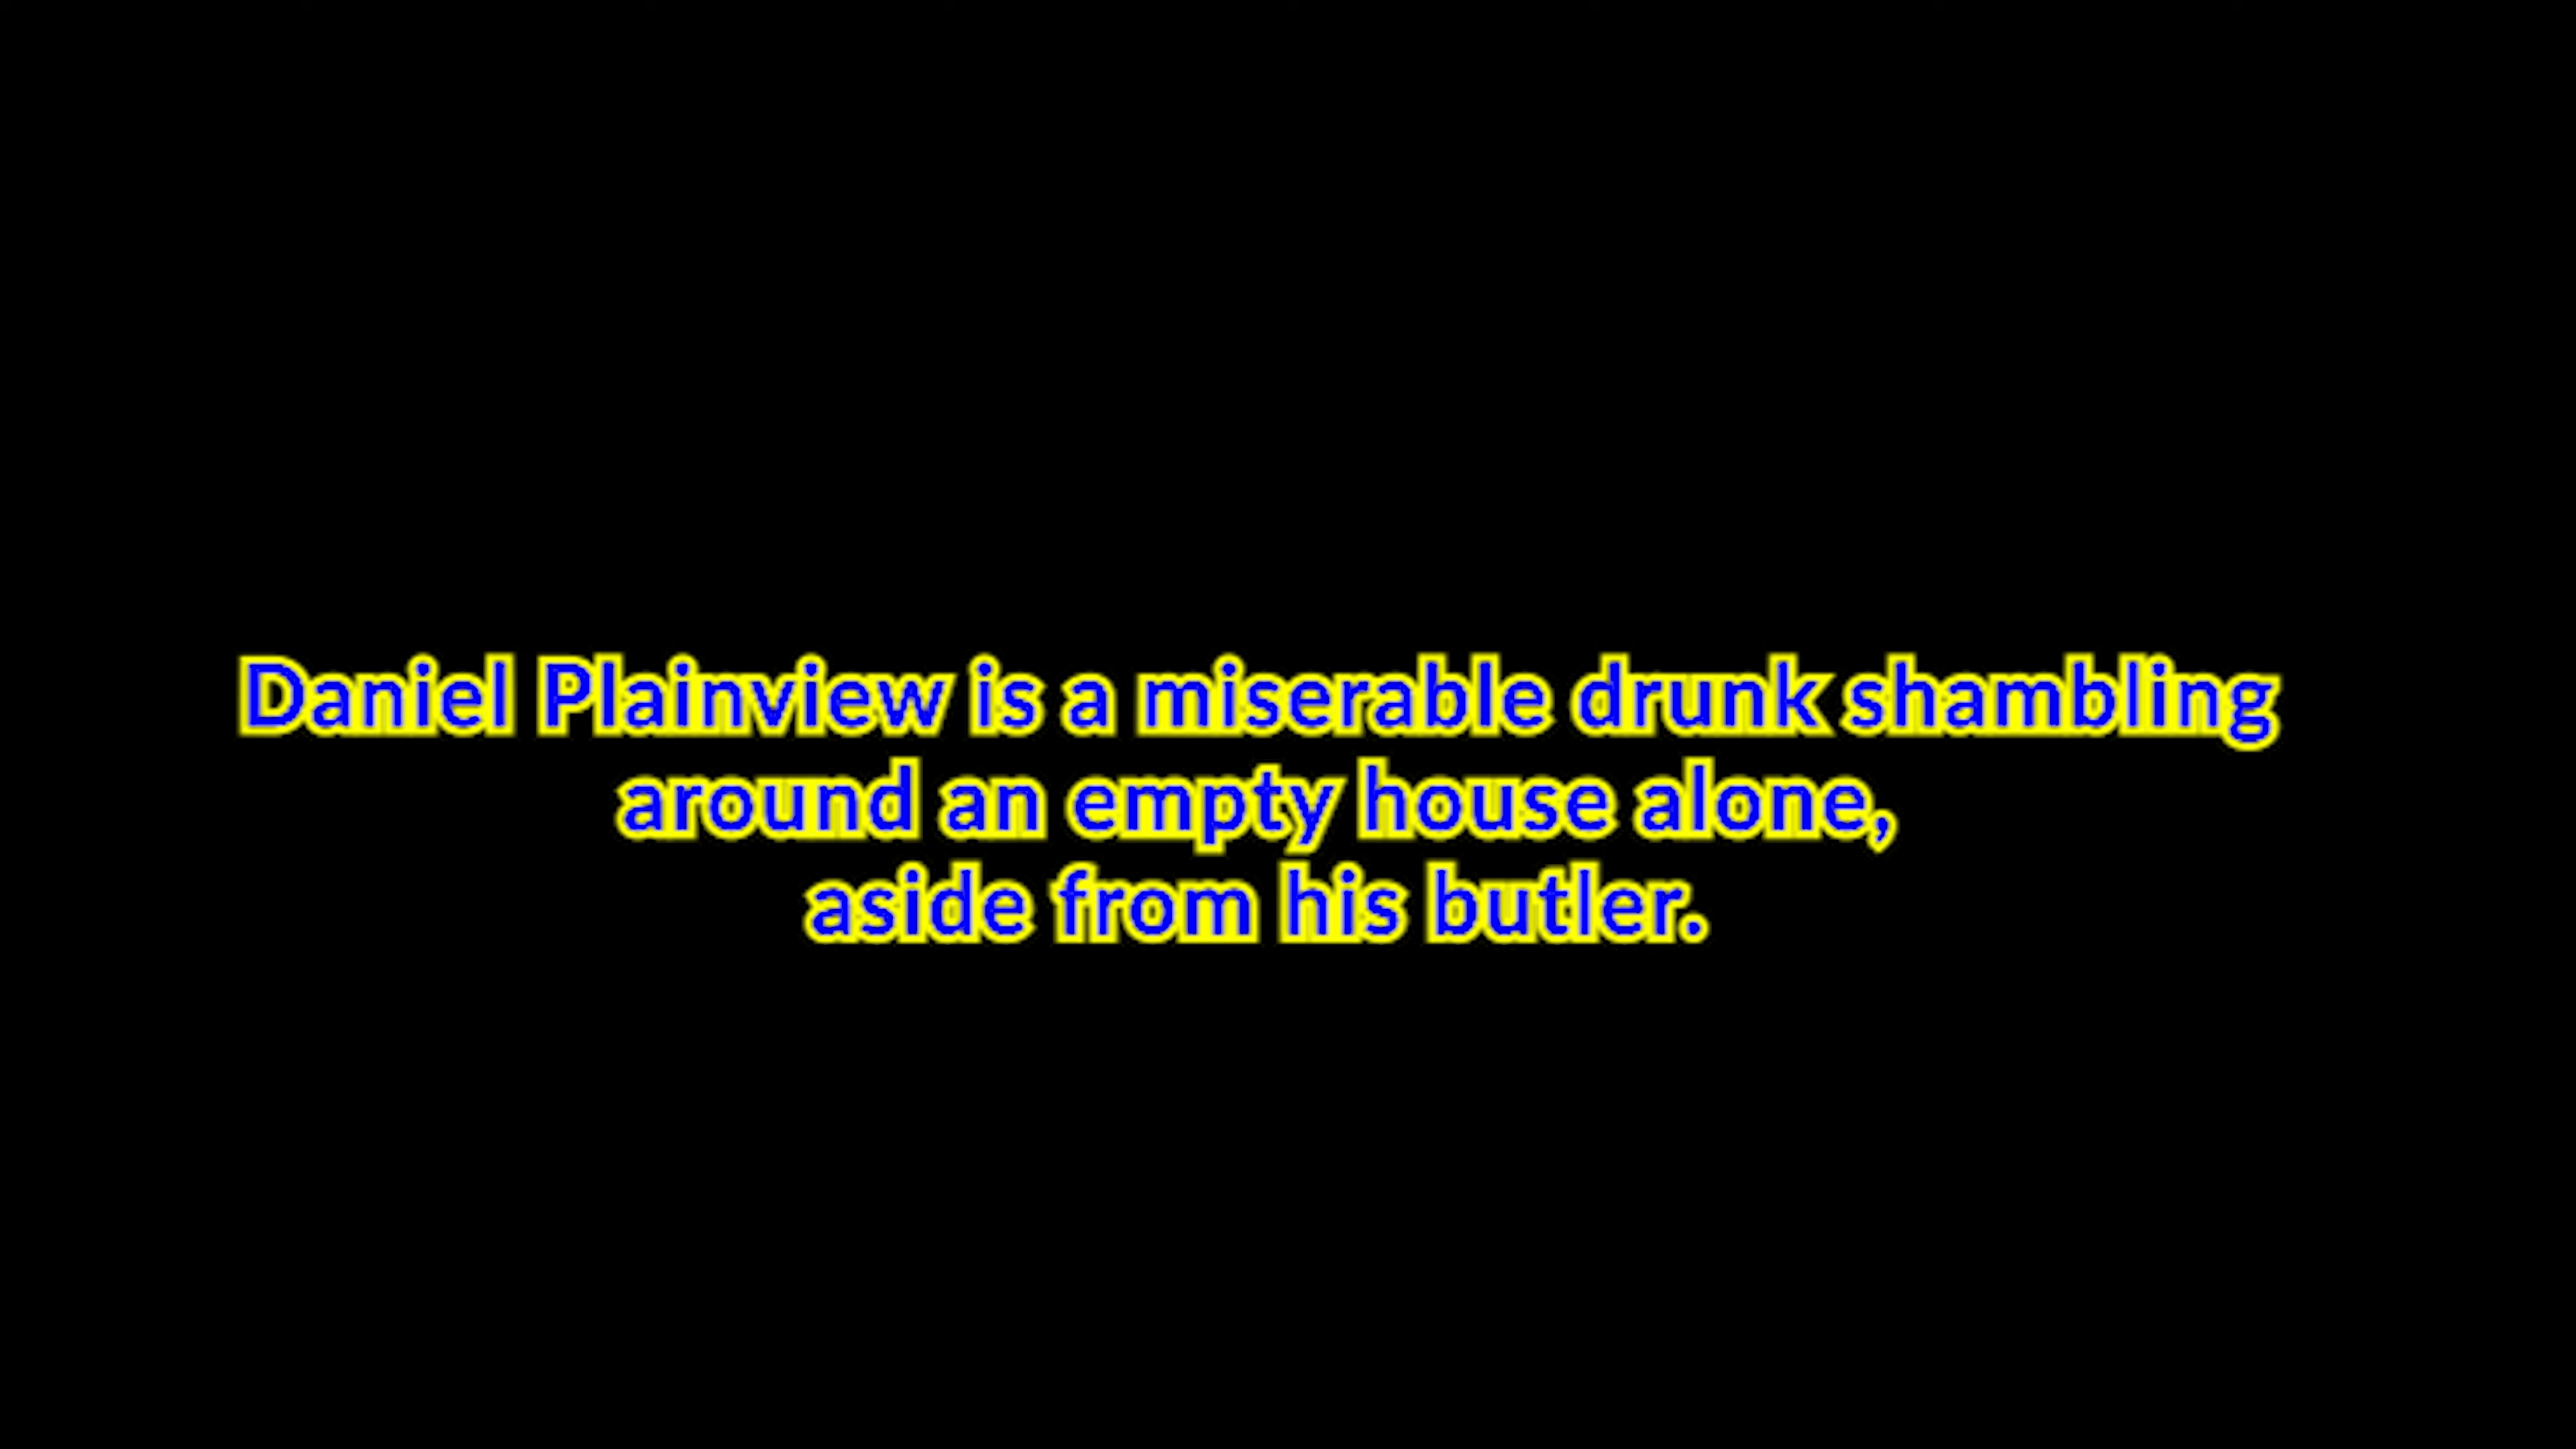 Daniel Plainview is a miserable drunk shambling
around an empty house alone,
aside from his butler.